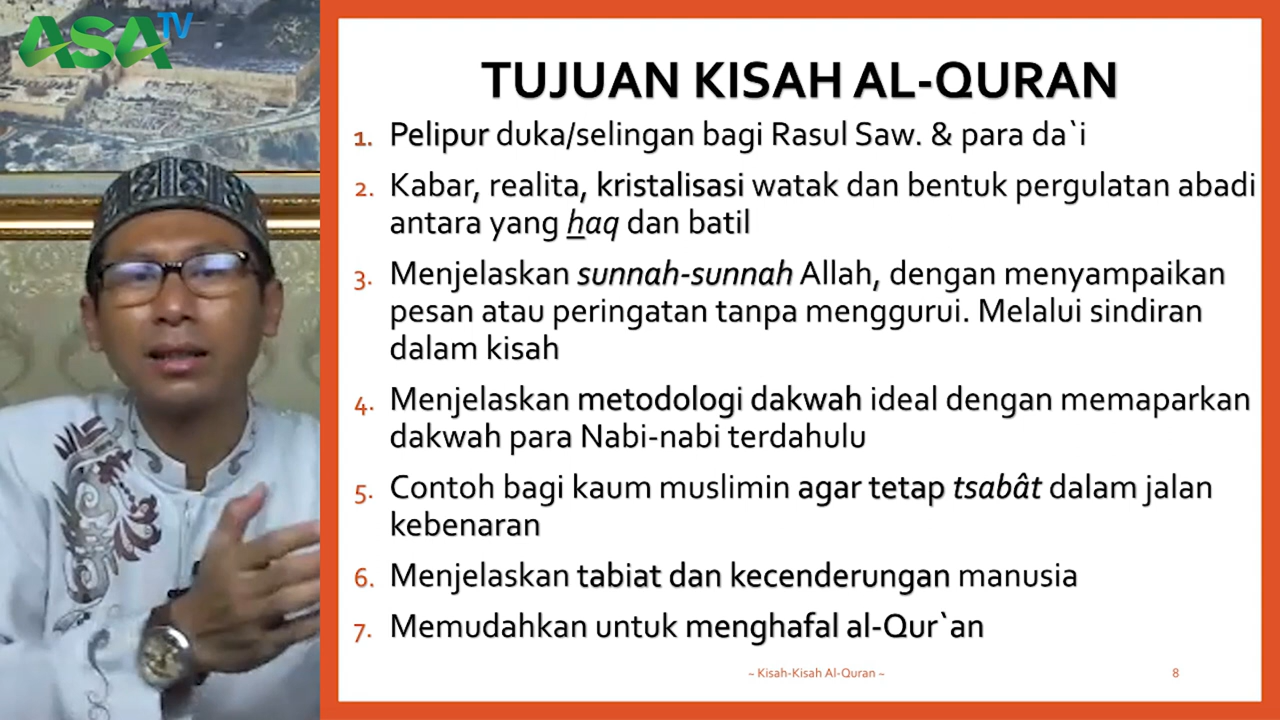 ASA TV
TUJUAN KISAH AL-QURAN
1. Pelipur duka/selingan bagi Rasul Saw. & para da`i
2. Kabar, realita, kristalisasi watak dan bentuk pergulatan abadi
antara yang haq dan batil
3. Menjelaskan sunnah-sunnah Allah, dengan menyampaikan
pesan atau peringatan tanpa menggurui. Melalui sindiran
dalam kisah
4. Menjelaskan metodologi dakwah ideal dengan memaparkan
dakwah para Nabi-nabi terdahulu
5. Contoh bagi kaum muslimin agar tetap tsabât dalam jalan
kebenaran
6. Menjelaskan tabiat dan kecenderungan manusia
7. Memudahkan untuk menghafal al-Qur`an
~ Kisah-Kisah Al-Quran ~
8